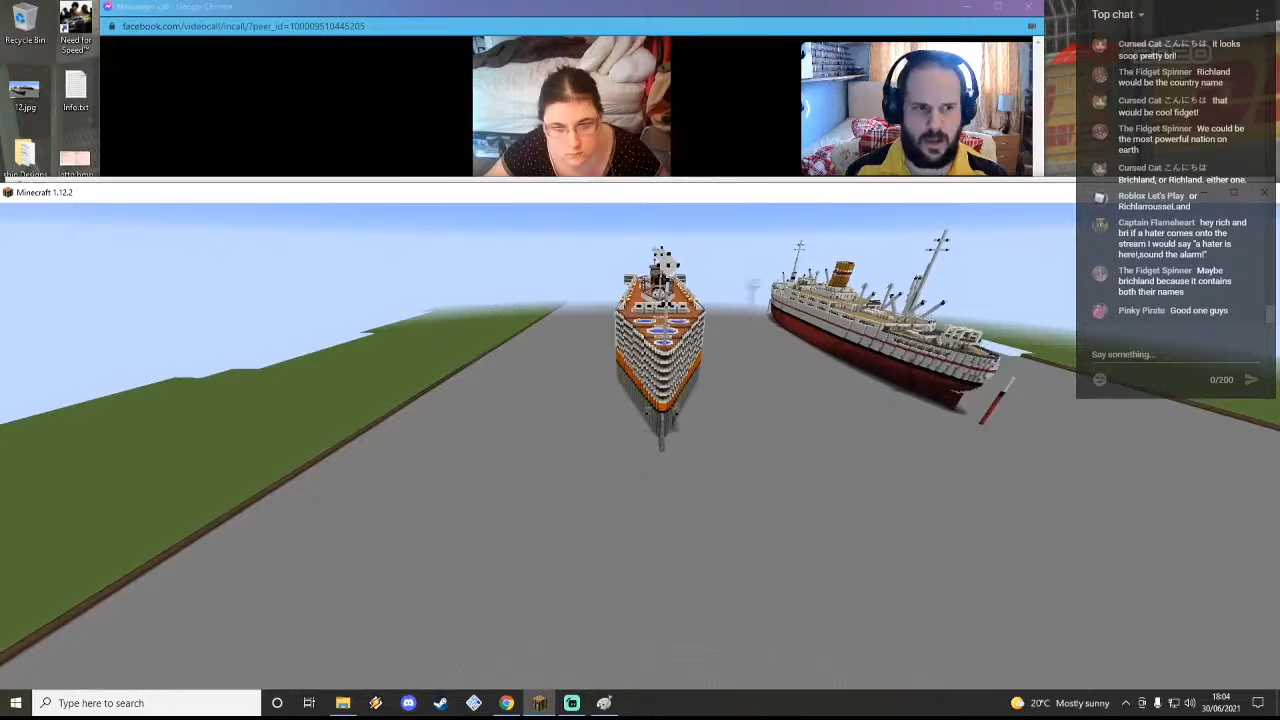 Google Chrome
facebook.com/videocall/incall/?peer_id=100009510445205
Recycle Bin
Need for
Speed™
12.jpg
Info.txt
Minecraft 1.12.2
Top chat
Cursed Cat こんにちは it looks
sooo pretty bri!
The Fidget Spinner Richland
would be the country name
Cursed Cat こんにちは that
would be cool fidget!
The Fidget Spinner We could be
the most powerful nation on
earth
Cursed Cat こんにちは
Brichland, or Richland. either one.
Roblox Let's Play or
RichlarrousseLand
Captain Flameheart hey rich and
bri if a hater comes onto the
stream I would say "a hater is
here!,sound the alarm!"
The Fidget Spinner Maybe
brichland because it contains
both their names
Pinky Pirate Good one guys
Say something...
0/200
Type here to search
20°C Mostly sunny
18:04
30/06/2021